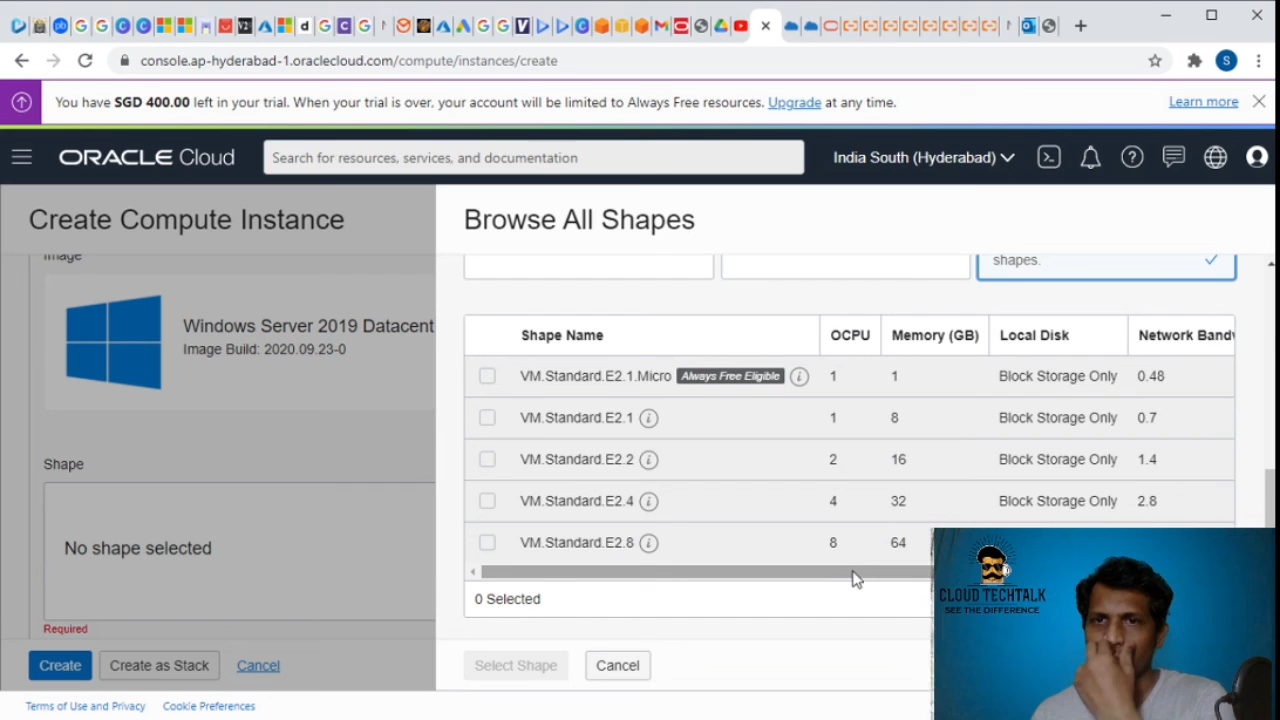 console.ap-hyderabad-1.oraclecloud.com/compute/instances/create
S
You have SGD 400.00 left in your trial. When your trial is over, your account will be limited to Always Free resources. Upgrade at any time.
Learn more
ORACLE Cloud
Search for resources, services, and documentation
India South (Hyderabad)
Create Compute Instance
Browse All Shapes
Image
shapes.
Windows Server 2019 Datacent
Image Build: 2020.09.23-0
Shape Name OCPU Memory (GB) Local Disk Network Bandw
VM.Standard.E2.1.Micro Always Free Eligible 1 1 Block Storage Only 0.48
VM.Standard.E2.1 1 8 Block Storage Only 0.7
VM.Standard.E2.2 2 16 Block Storage Only 1.4
VM.Standard.E2.4 4 32 Block Storage Only 2.8
VM.Standard.E2.8 8 64
Shape
No shape selected
Required
0 Selected
CLOUD TECHTALK
SEE THE DIFFERENCE
Create Create as Stack Cancel
Select Shape Cancel
Terms of Use and Privacy Cookie Preferences